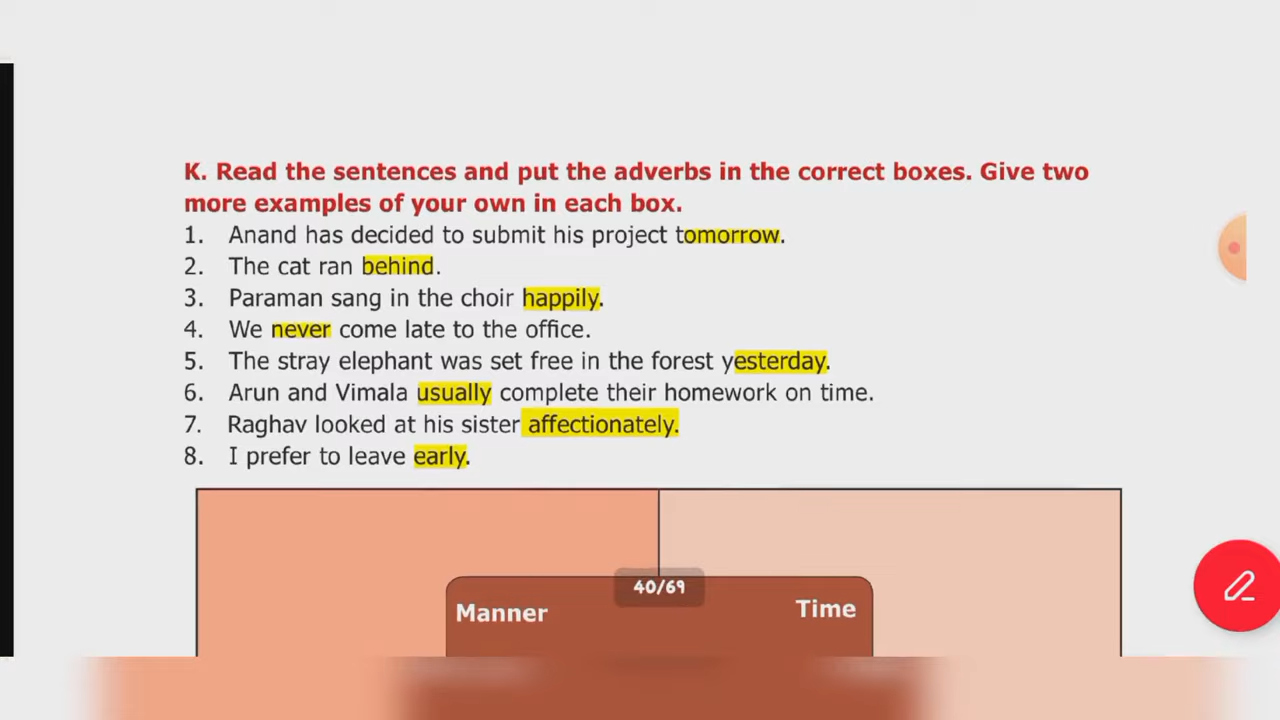 K. Read the sentences and put the adverbs in the correct boxes. Give two
more examples of your own in each box.
1. Anand has decided to submit his project tomorrow.
2. The cat ran behind.
3. Paraman sang in the choir happily.
4. We never come late to the office.
5. The stray elephant was set free in the forest yesterday.
6. Arun and Vimala usually complete their homework on time.
7. Raghav looked at his sister affectionately.
8. I prefer to leave early.
40/69
Manner Time